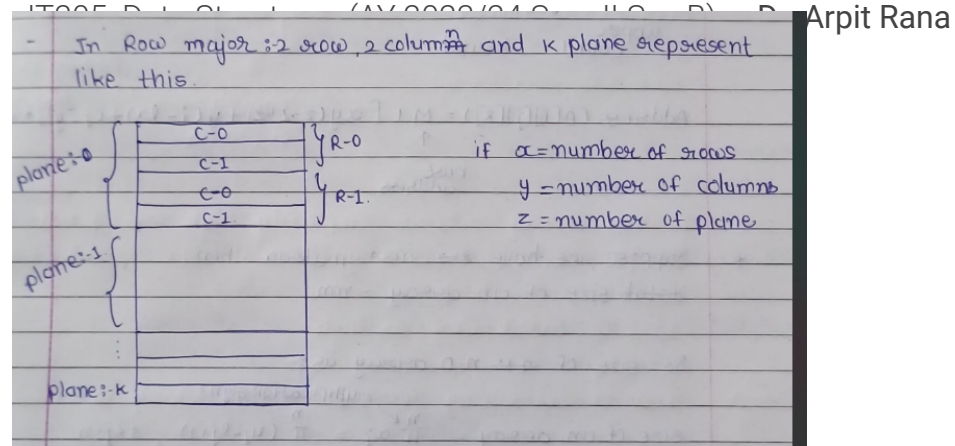 Arpit Rana
- In Row major :- 2 row, 2 column and K plane represent
like this.
plane:-0
C-0
C-1
R-0
C-0
C-1
R-1.
if x = number of rows
y = number of columns
z = number of plane
plane:-1
⋮
plane:-K